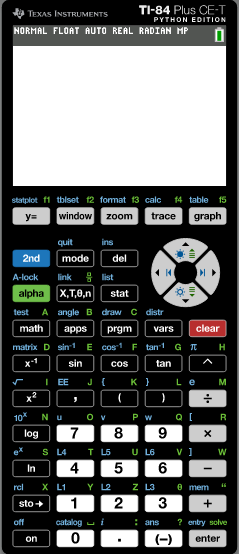 TEXAS INSTRUMENTS TI-84 Plus CE-T
PYTHON EDITION
NORMAL FLOAT AUTO REAL RADIAN MP
statplot f1 tblset f2 format f3 calc f4 table f5
y= window zoom trace graph
quit ins
2nd mode del
A-lock link list
alpha X,T,θ,n stat
test A angle B draw C distr
math apps prgm vars clear
matrix D sin⁻¹ E cos⁻¹ F tan⁻¹ G π H
x⁻¹ sin cos tan ^
√ I EE J { K } L e M
x² , ( ) ÷
10ˣ N u O v P w Q [ R
log 7 8 9 ×
eˣ S L4 T L5 U L6 V ] W
ln 4 5 6 −
rcl X L1 Y L2 Z L3 θ mem "
sto→ 1 2 3 +
off catalog i : ans ? entry solve
on 0 . (−) enter